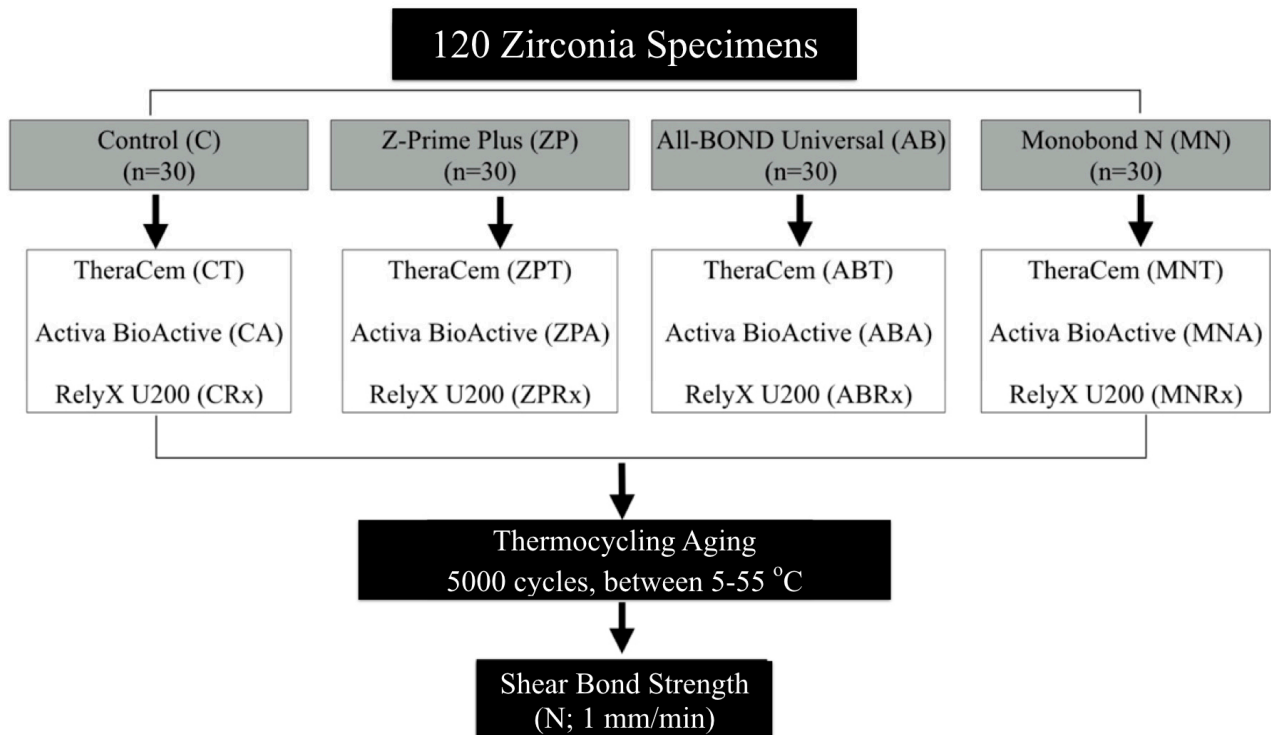 120 Zirconia Specimens
Control (C)
(n=30)
Z-Prime Plus (ZP)
(n=30)
All-BOND Universal (AB)
(n=30)
Monobond N (MN)
(n=30)
TheraCem (CT)
Activa BioActive (CA)
RelyX U200 (CRx)
TheraCem (ZPT)
Activa BioActive (ZPA)
RelyX U200 (ZPRx)
TheraCem (ABT)
Activa BioActive (ABA)
RelyX U200 (ABRx)
TheraCem (MNT)
Activa BioActive (MNA)
RelyX U200 (MNRx)
Thermocycling Aging
5000 cycles, between 5-55 °C
Shear Bond Strength
(N; 1 mm/min)